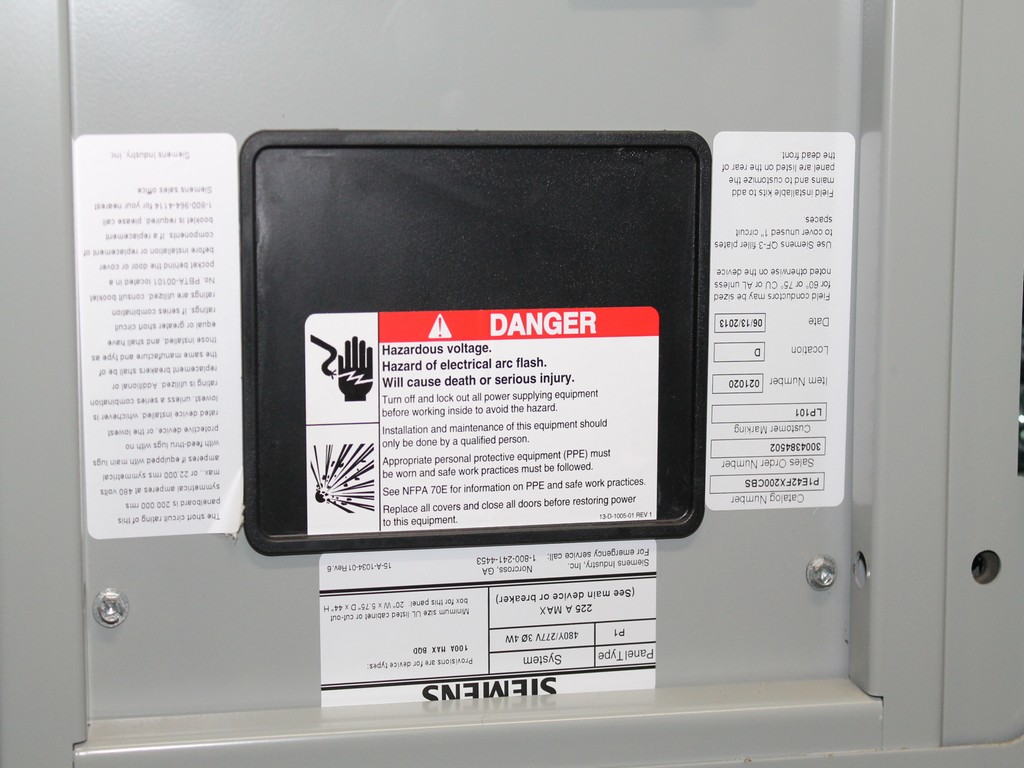 DANGER
Hazardous voltage.
Hazard of electrical arc flash.
Will cause death or serious injury.
Turn off and lock out all power supplying equipment
before working inside to avoid the hazard.
Installation and maintenance of this equipment should
only be done by a qualified person.
Appropriate personal protective equipment (PPE) must
be worn and safe work practices must be followed.
See NFPA 70E for information on PPE and safe work practices.
Replace all covers and close all doors before restoring power
to this equipment.
13-D-1005-01 REV 1
The short circuit rating of this
panelboard is 200 000 rms
symetrical amperes at 480 volts
max., or 22 000 rms symetrical
amperes if equipped with main lugs
with feed-thru lugs with no
protective device, or the lowest
rated device installed, whichever is
lowest, unless a series combination
rating is utilized. Additional or
replacement breakers shall be of
the same manufacture and type as
those installed, and shall have
equal or greater short circuit
ratings. If series combination
ratings are utilized, consult booklet
No. PBTA-00101 located in a
pocket behind the door or cover
before installation or replacement of
components. If a replacement
booklet is required, please call
1-800-964-4114 for your nearest
Siemens sales office
Siemens Industry, Inc.
Catalog Number
P1E42FX200CBS
Sales Order Number
3004384502
Customer Marking
LP101
Item Number 021020
Location D
Date 06/13/2013
Field conductors may be sized
for 60° or 75° CU or AL unless
noted otherwise on the device
Use Siemens QF-3 filler plates
to cover unused 1" circuit
spaces
Field installable kits to add
mains and to customize the
panel are listed on the rear of
the dead front
SIEMENS
Panel Type System
P1 480Y/277V 3Ø 4W
225 A MAX
(See main device or breaker)
Provisions are for device types:
100A MAX BQD
Minimum size UL listed cabinet or cut-out
box for this panel: 20" W x 5.75" D x 44" H
Siemens Industry, Inc. Norcross, GA
For emergency service call: 1-800-241-4453
15-A-1034-01 Rev.6